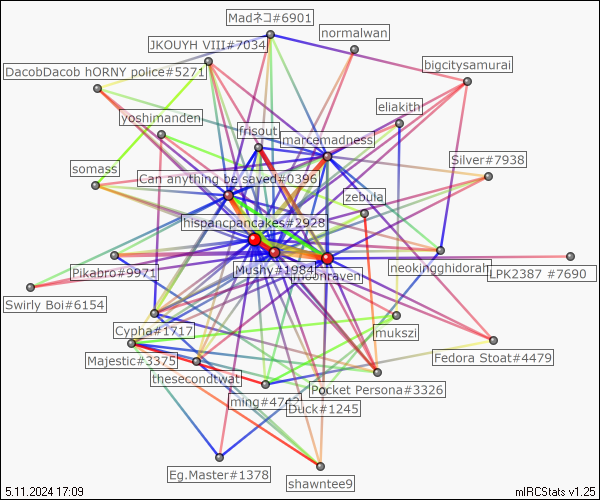 Madネコ#6901
normalwan
JKOUYH VIII#7034
bigcitysamurai
DacobDacob hORNY police#5271
eliakith
yoshimanden
frisout
marcemadness
Silver#7938
somass
Can anything be saved#0396
zebula
hispancpancakes#2928
neokingghidorah
Pikabro#9971
Mushy#1984
moonraven
LPK2387 #7690
Swirly Boi#6154
Cypha#1717
mukszi
Majestic#3375
Fedora Stoat#4479
thesecondtwat
Pocket Persona#3326
Duck#1245
Eg.Master#1378
shawntee9
5.11.2024 17:09
mIRCStats v1.25